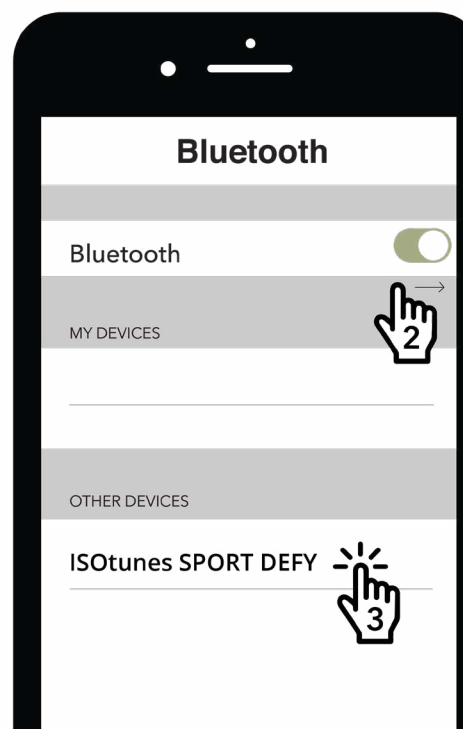 Bluetooth
Bluetooth
2
MY DEVICES
OTHER DEVICES
ISOtunes SPORT DEFY
3